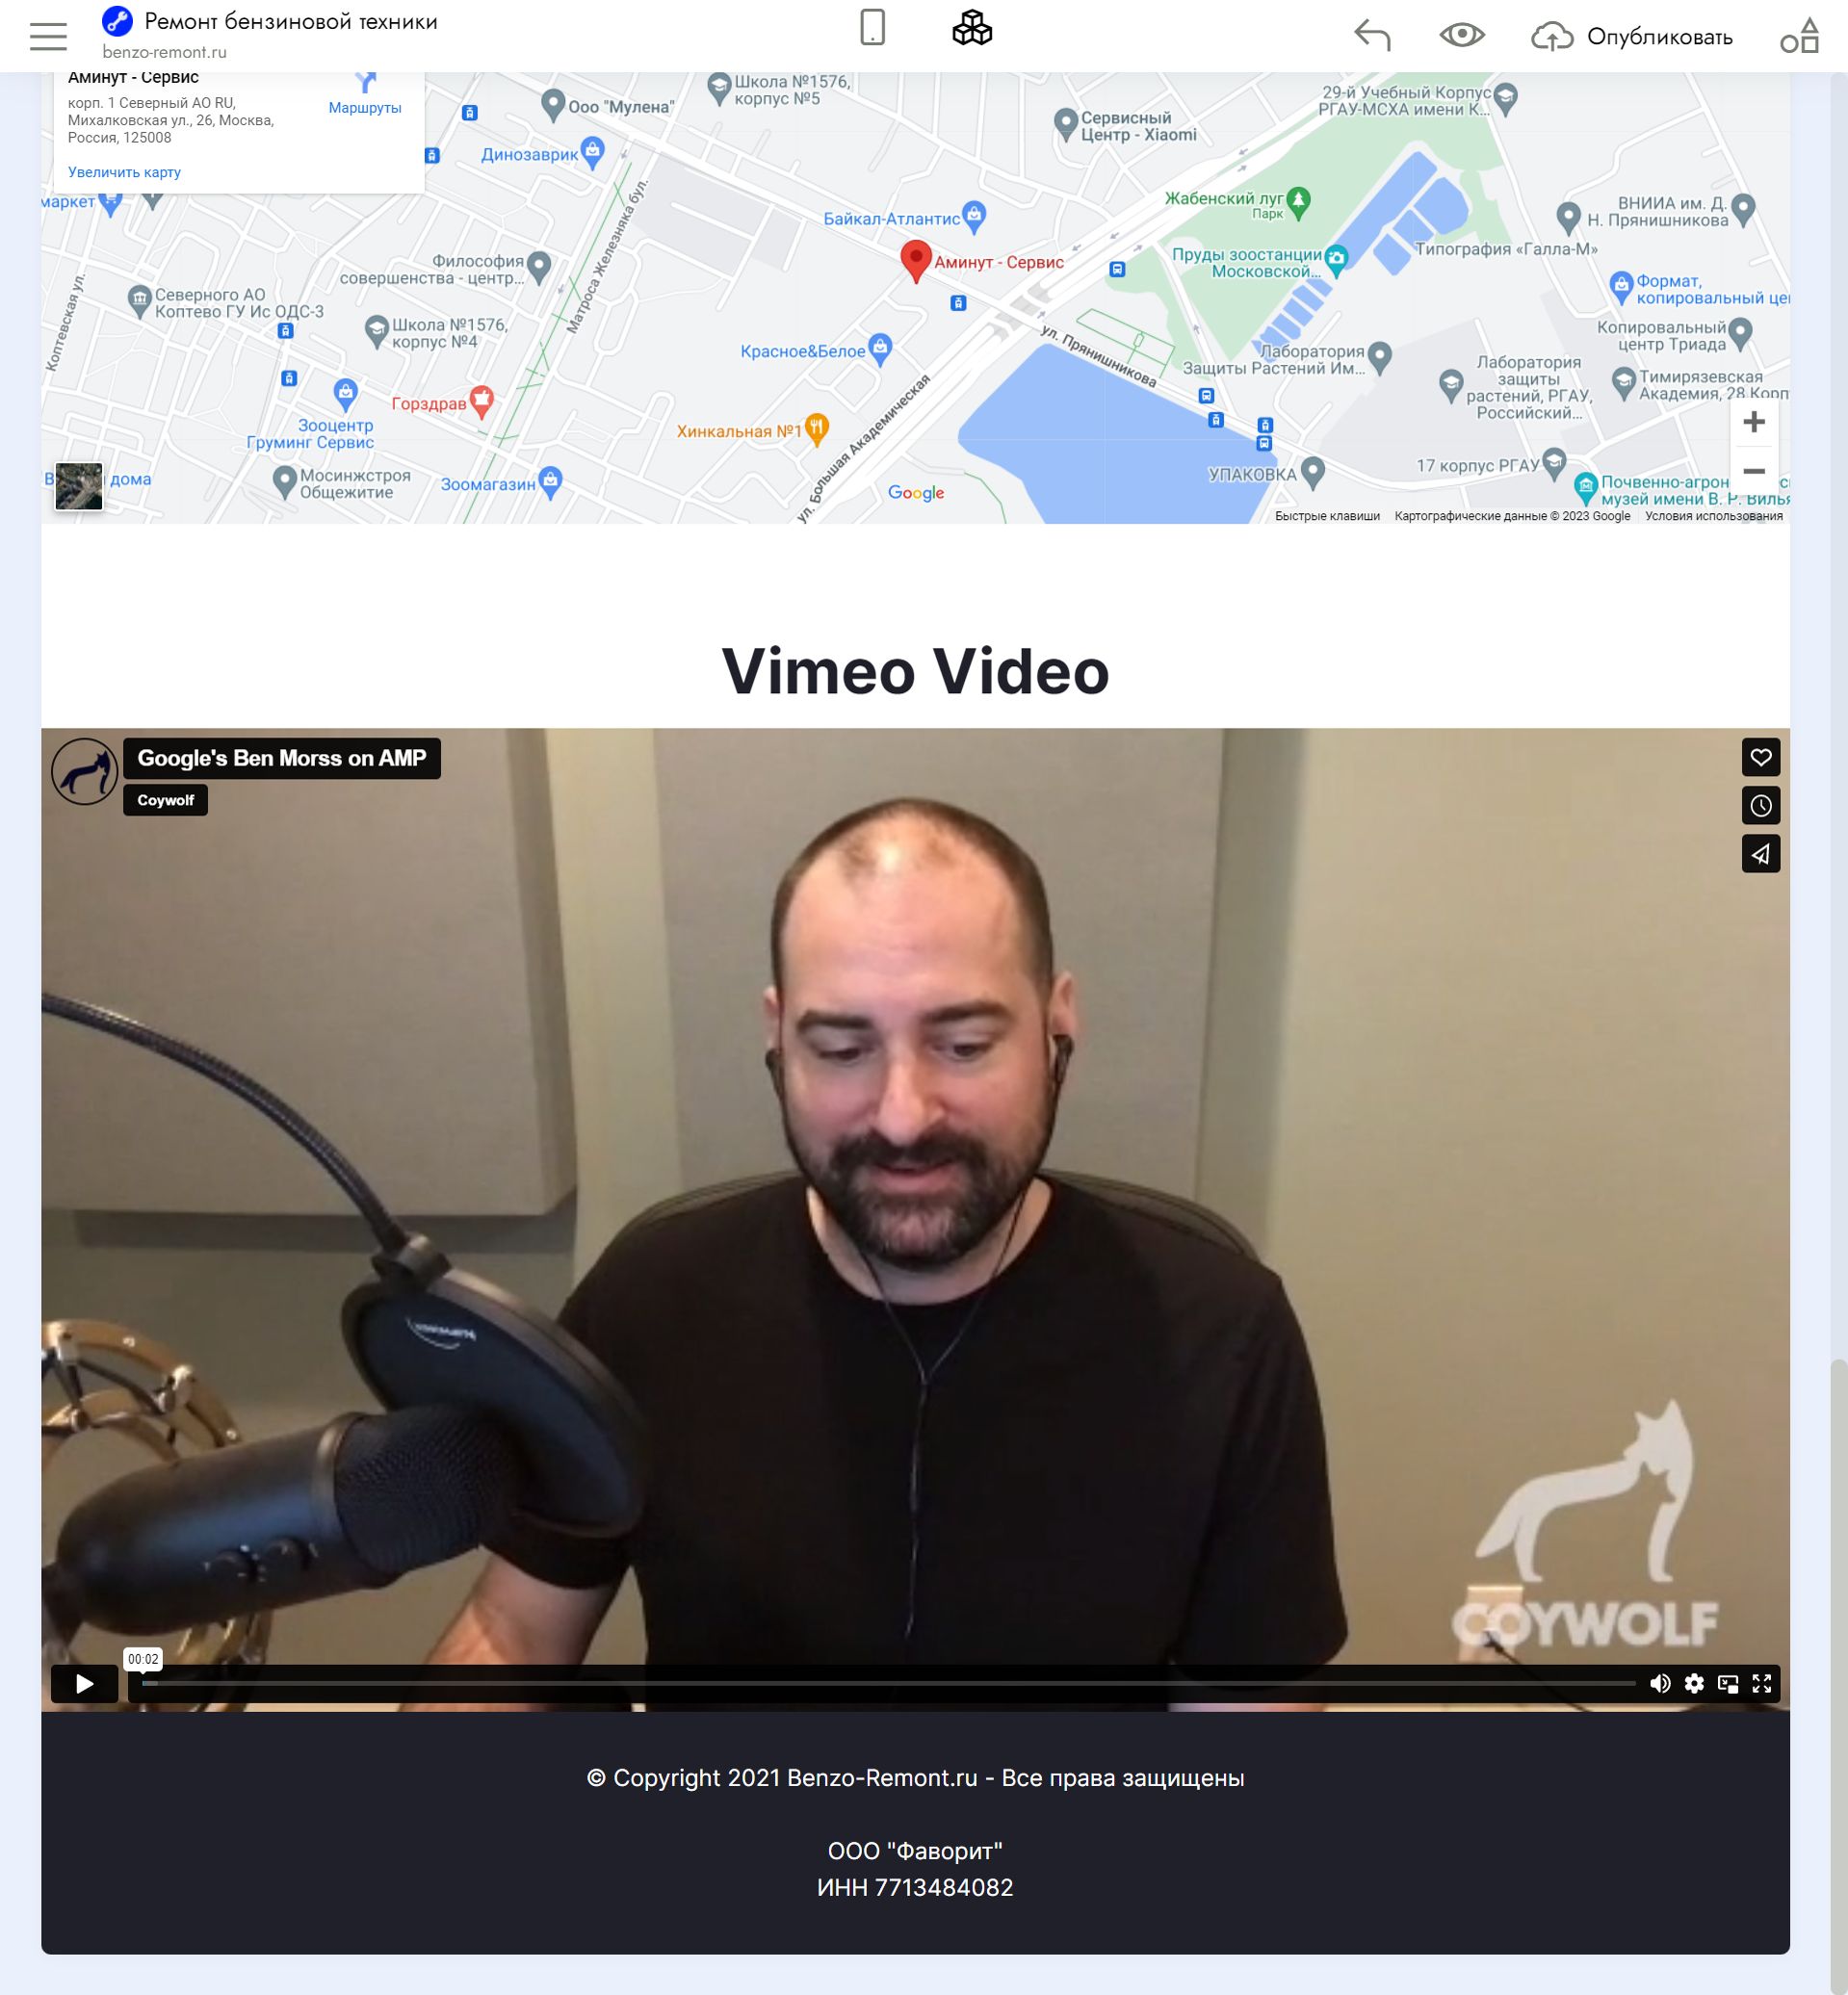 Ремонт бензиновой техники
benzo-remont.ru
Опубликовать
Аминут - Сервис
корп. 1 Северный АО RU,
Михалковская ул., 26, Москва,
Россия, 125008
Маршруты
Увеличить карту
Ооо "Мулена"
Школа №1576,
корпус №5
Сервисный
Центр - Xiaomi
29-й Учебный Корпус
РГАУ-МСХА имени К...
Динозаврик
маркет
Байкал-Атлантис
Жабенский луг
Парк
ВНИИА им. Д.
Н. Прянишникова
Типография «Галла-М»
Матроса Железняка бул.
Философия
совершенства - центр...
Аминут - Сервис
Пруды зоостанции
Московской...
Коптевская ул.
Северного АО
Коптево ГУ Ис ОДС-3
Формат,
копировальный це
Школа №1576,
корпус №4
Красное&Белое
ул. Прянишникова
Лаборатория
Защиты Растений Им...
Копировальный
центр Триада
Лаборатория
защиты
растений, РГАУ,
Российский...
Тимирязевская
Академия, 28 Корп
Горздрав
Зооцентр
Груминг Сервис
Хинкальная №1
ул. Большая Академическая
В
дома
Мосинжстроя
Общежитие
Зоомагазин
Google
УПАКОВКА
17 корпус РГАУ
Почвенно-агрон
музей имени В. Р. Виль
Быстрые клавиши
Картографические данные © 2023 Google
Условия использования
Vimeo Video
Google's Ben Morss on AMP
Coywolf
COYWOLF
00:02
© Copyright 2021 Benzo-Remont.ru - Все права защищены
ООО "Фаворит"
ИНН 7713484082